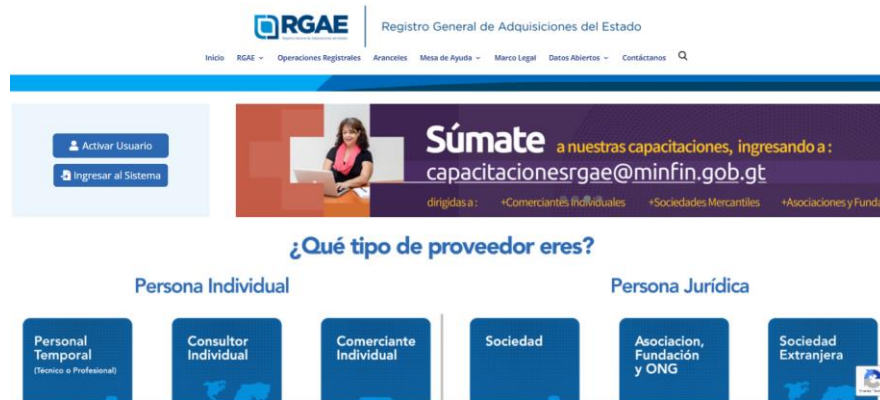 RGAE
Registro General de Adquisiciones del Estado
Inicio RGAE Operaciones Registrales Aranceles Mesa de Ayuda Marco Legal Datos Abiertos Contáctanos
Activar Usuario
Ingresar al Sistema
Súmate a nuestras capacitaciones, ingresando a :
capacitacionesrgae@minfin.gob.gt
dirigidas a : +Comerciantes Individuales +Sociedades Mercantiles +Asociaciones y Funda
¿Qué tipo de proveedor eres?
Persona Individual
Persona Jurídica
Personal
Temporal
(Técnico o Profesional)
Consultor
Individual
Comerciante
Individual
Sociedad
Asociacion,
Fundación
y ONG
Sociedad
Extranjera